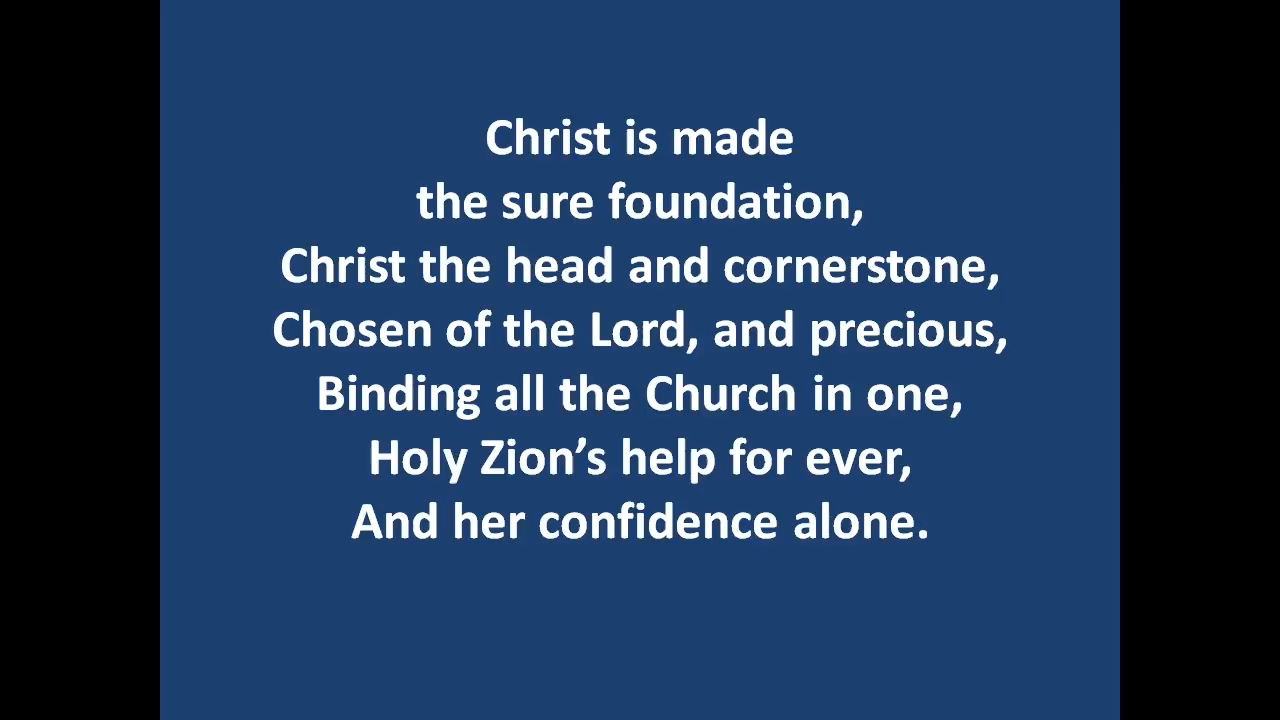 Christ is made
the sure foundation,
Christ the head and cornerstone,
Chosen of the Lord, and precious,
Binding all the Church in one,
Holy Zion’s help for ever,
And her confidence alone.